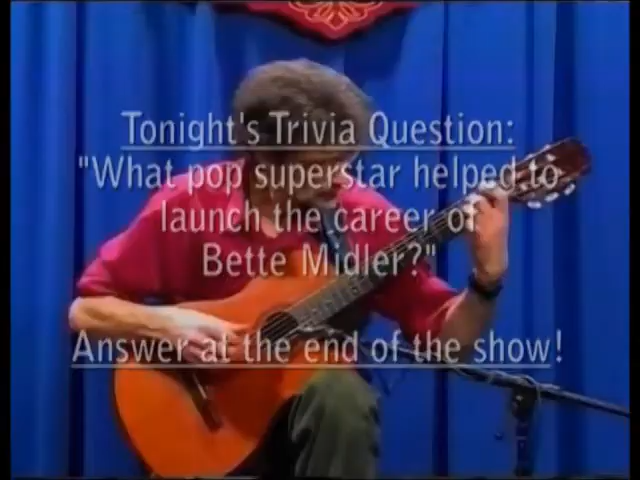 Tonight's Trivia Question:
"What pop superstar helped to
launch the career of
Bette Midler?"
Answer at the end of the show!